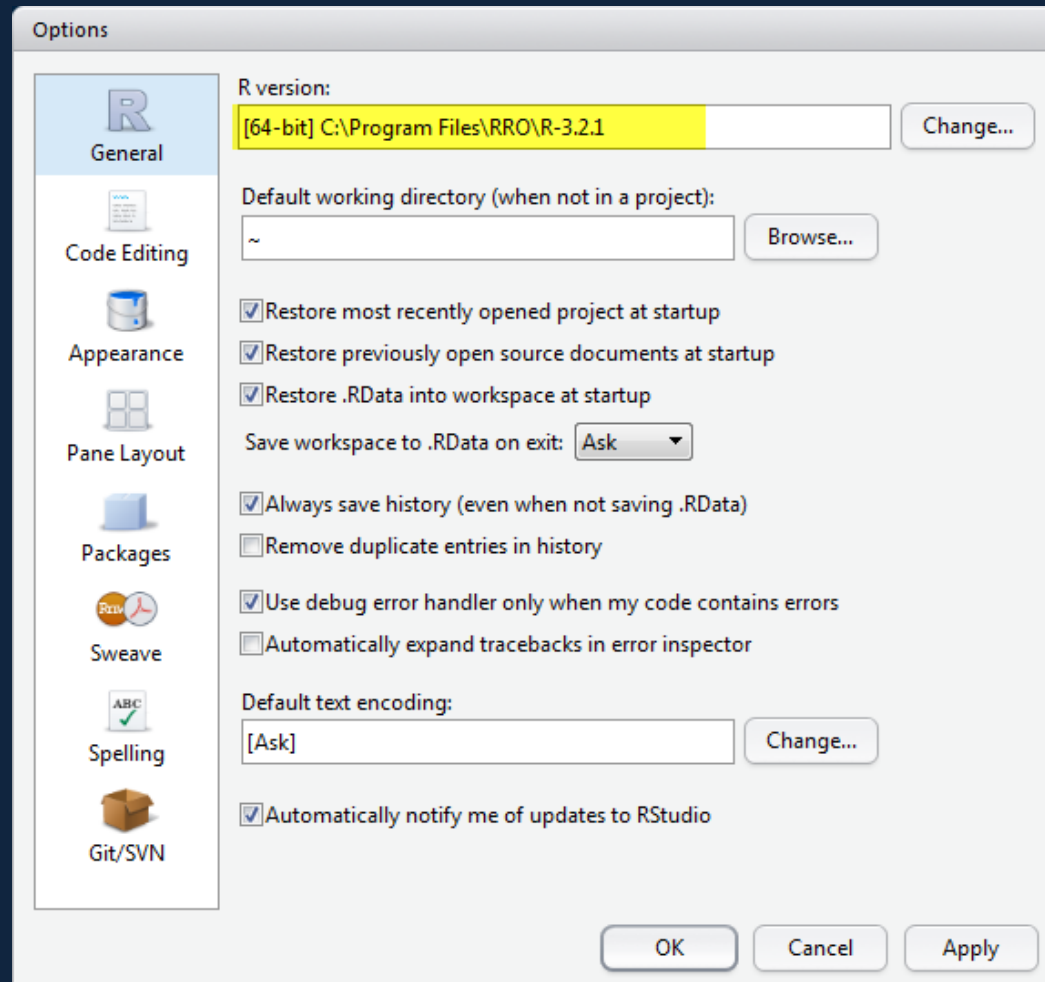 Options
R
General
Code Editing
Appearance
Pane Layout
Packages
Rnw
Sweave
ABC
Spelling
Git/SVN
R version:
[64-bit] C:\Program Files\RRO\R-3.2.1
Change...
Default working directory (when not in a project):
~
Browse...
Restore most recently opened project at startup
Restore previously open source documents at startup
Restore .RData into workspace at startup
Save workspace to .RData on exit: Ask
Always save history (even when not saving .RData)
Remove duplicate entries in history
Use debug error handler only when my code contains errors
Automatically expand tracebacks in error inspector
Default text encoding:
[Ask]
Change...
Automatically notify me of updates to RStudio
OK Cancel Apply